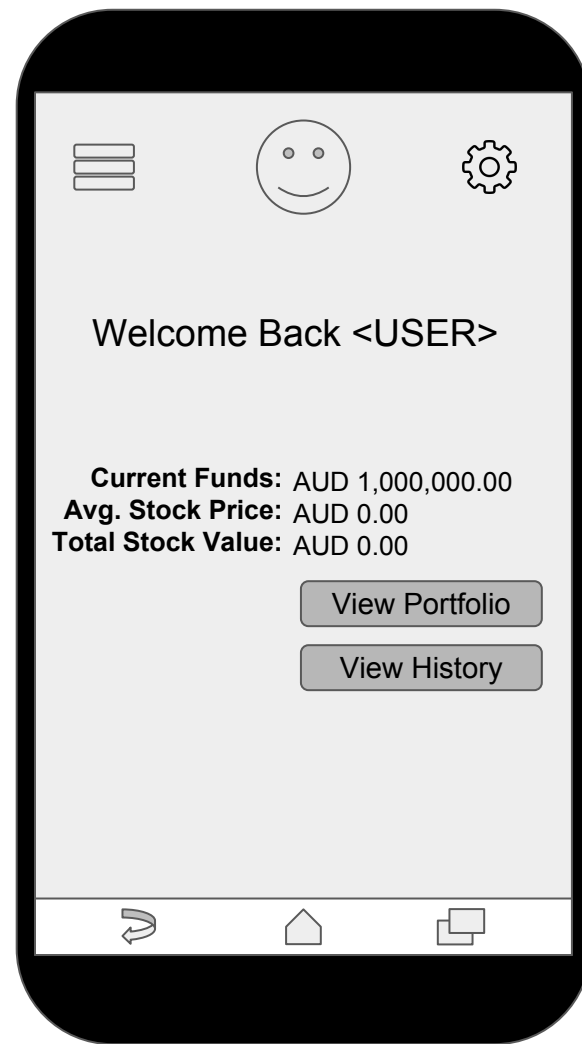 Welcome Back <USER>
Current Funds: AUD 1,000,000.00
Avg. Stock Price: AUD 0.00
Total Stock Value: AUD 0.00
View Portfolio
View History